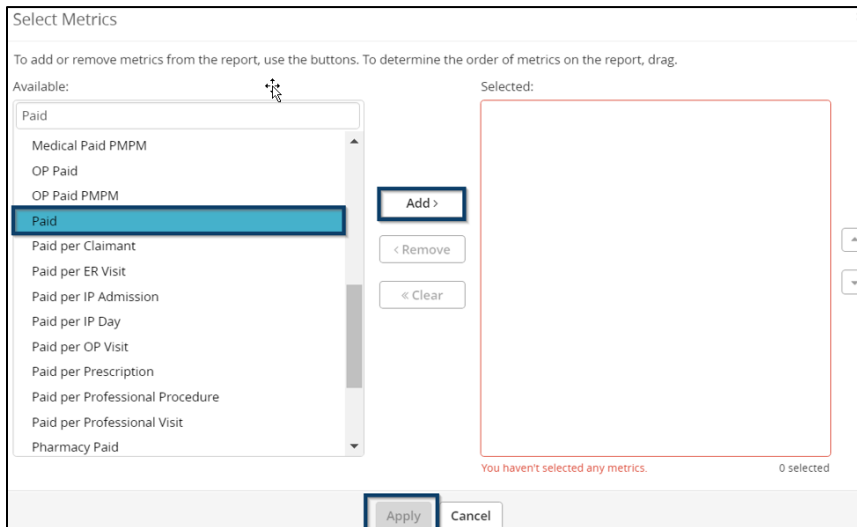 Select Metrics
To add or remove metrics from the report, use the buttons. To determine the order of metrics on the report, drag.
Available:
Paid
Medical Paid PMPM
OP Paid
OP Paid PMPM
Paid
Paid per Claimant
Paid per ER Visit
Paid per IP Admission
Paid per IP Day
Paid per OP Visit
Paid per Prescription
Paid per Professional Procedure
Paid per Professional Visit
Pharmacy Paid
Add >
< Remove
« Clear
Selected:
You haven't selected any metrics.
0 selected
Apply
Cancel